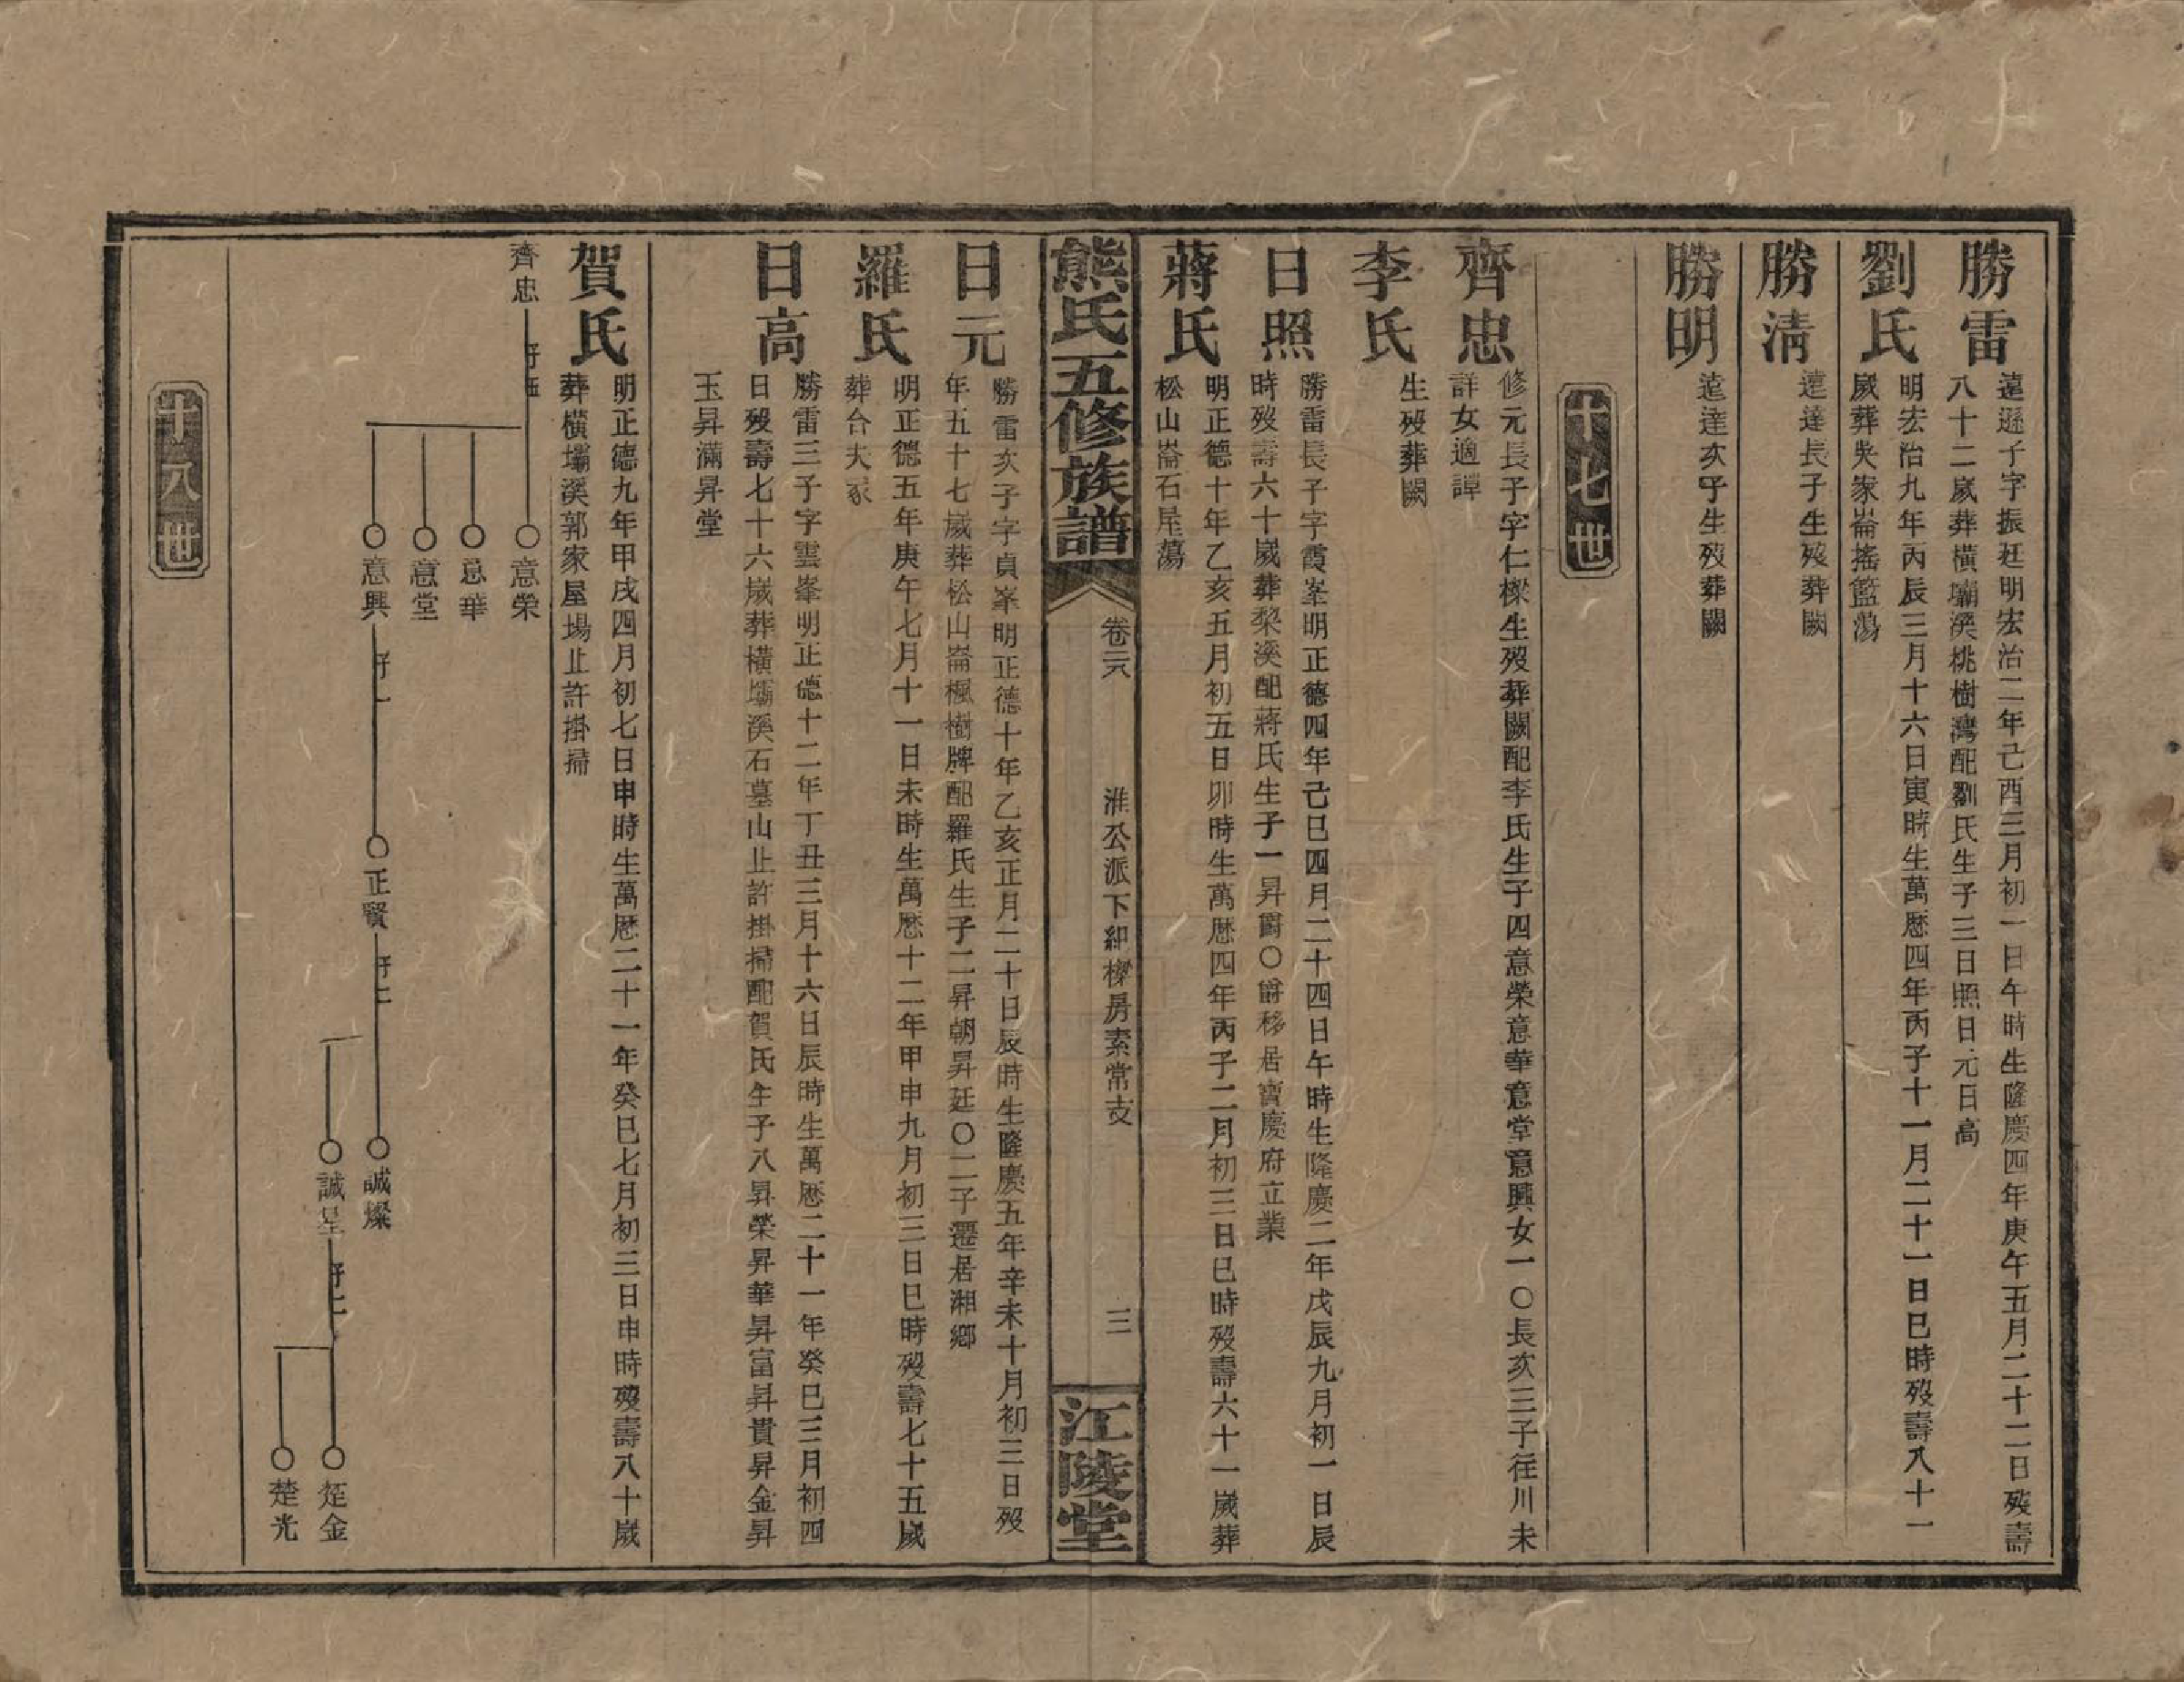 勝雷
遠遜子字振廷明宏治二年己酉三月初一日午時生隆慶四年庚午五月二十二日歿壽
八十二歲葬橫壩溪桃樹灣配劉氏生子三日照日元日高
劉氏
明宏治九年丙辰三月十六日寅時生萬厯四年丙子十一月二十一日巳時歿壽八十一
歲葬吳家崙搖籃蕩
勝清
遠達長子生歿葬闕
勝明
遠達次子生歿葬闕
十七世
齊忠
修元長子字仁樑生歿葬闕配李氏生子四意榮意華意堂意興女一〇長次三子往川未
詳女適譚
李氏
生歿葬闕
日照
勝雷長子字霞峯明正德四年己巳四月二十四日午時生隆慶二年戊辰九月初一日辰
時歿壽六十歲葬棃溪配蔣氏生子一昇爵〇爵移居寶慶府立業
蔣氏
明正德十年乙亥五月初五日卯時生萬厯四年丙子二月初三日巳時歿壽六十一歲葬
松山崙石星蕩
熊氏五修族譜
卷二六
淮公派下紀樑房素常支
三
江陵堂
日元
勝雷次子字貞峯明正德十年乙亥正月二十日辰時生隆慶五年辛未十月初三日歿
年五十七歲葬松山崙楓樹牌配羅氏生子二昇朝昇廷〇二子遷居湘鄉
羅氏
明正德五年庚午七月十一日未時生萬厯十二年甲申九月初三日巳時歿壽七十五歲
葬合夫冢
日高
勝雷三子字雲峯明正德十二年丁丑三月十六日辰時生萬厯二十一年癸巳三月初四
日歿壽七十六歲葬橫壩溪石墓山止許掛掃配賀氏生子八昇榮昇華昇富昇貴昇金昇
玉昇滿昇堂
賀氏
明正德九年甲戌四月初七日申時生萬厯二十一年癸巳七月初三日申時歿壽八十歲
葬橫壩溪郭家屋場止許掛掃
齊忠
子四
意榮
意華
意堂
意興
子一
正賢
子二
誠燦
誠星
子二
楚金
楚光
十八世